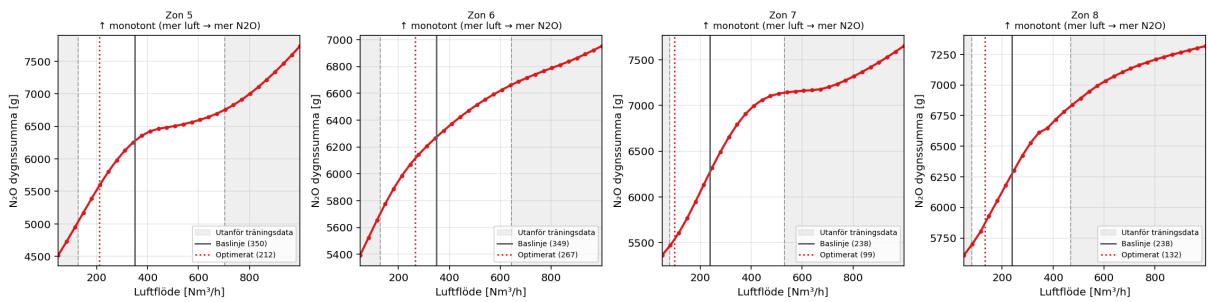 Zon 5
↑ monotont (mer luft → mer N2O)
N₂O dygnssumma [g]
7500
7000
6500
6000
5500
5000
4500
200
400
600
800
Luftflöde [Nm³/h]
Utanför träningsdata
Baslinje (350)
Optimerat (212)
Zon 6
↑ monotont (mer luft → mer N2O)
N₂O dygnssumma [g]
7000
6800
6600
6400
6200
6000
5800
5600
5400
200
400
600
800
Luftflöde [Nm³/h]
Utanför träningsdata
Baslinje (349)
Optimerat (267)
Zon 7
↑ monotont (mer luft → mer N2O)
N₂O dygnssumma [g]
7500
7000
6500
6000
5500
200
400
600
800
Luftflöde [Nm³/h]
Utanför träningsdata
Baslinje (238)
Optimerat (99)
Zon 8
↑ monotont (mer luft → mer N2O)
N₂O dygnssumma [g]
7250
7000
6750
6500
6250
6000
5750
200
400
600
800
Luftflöde [Nm³/h]
Utanför träningsdata
Baslinje (238)
Optimerat (132)